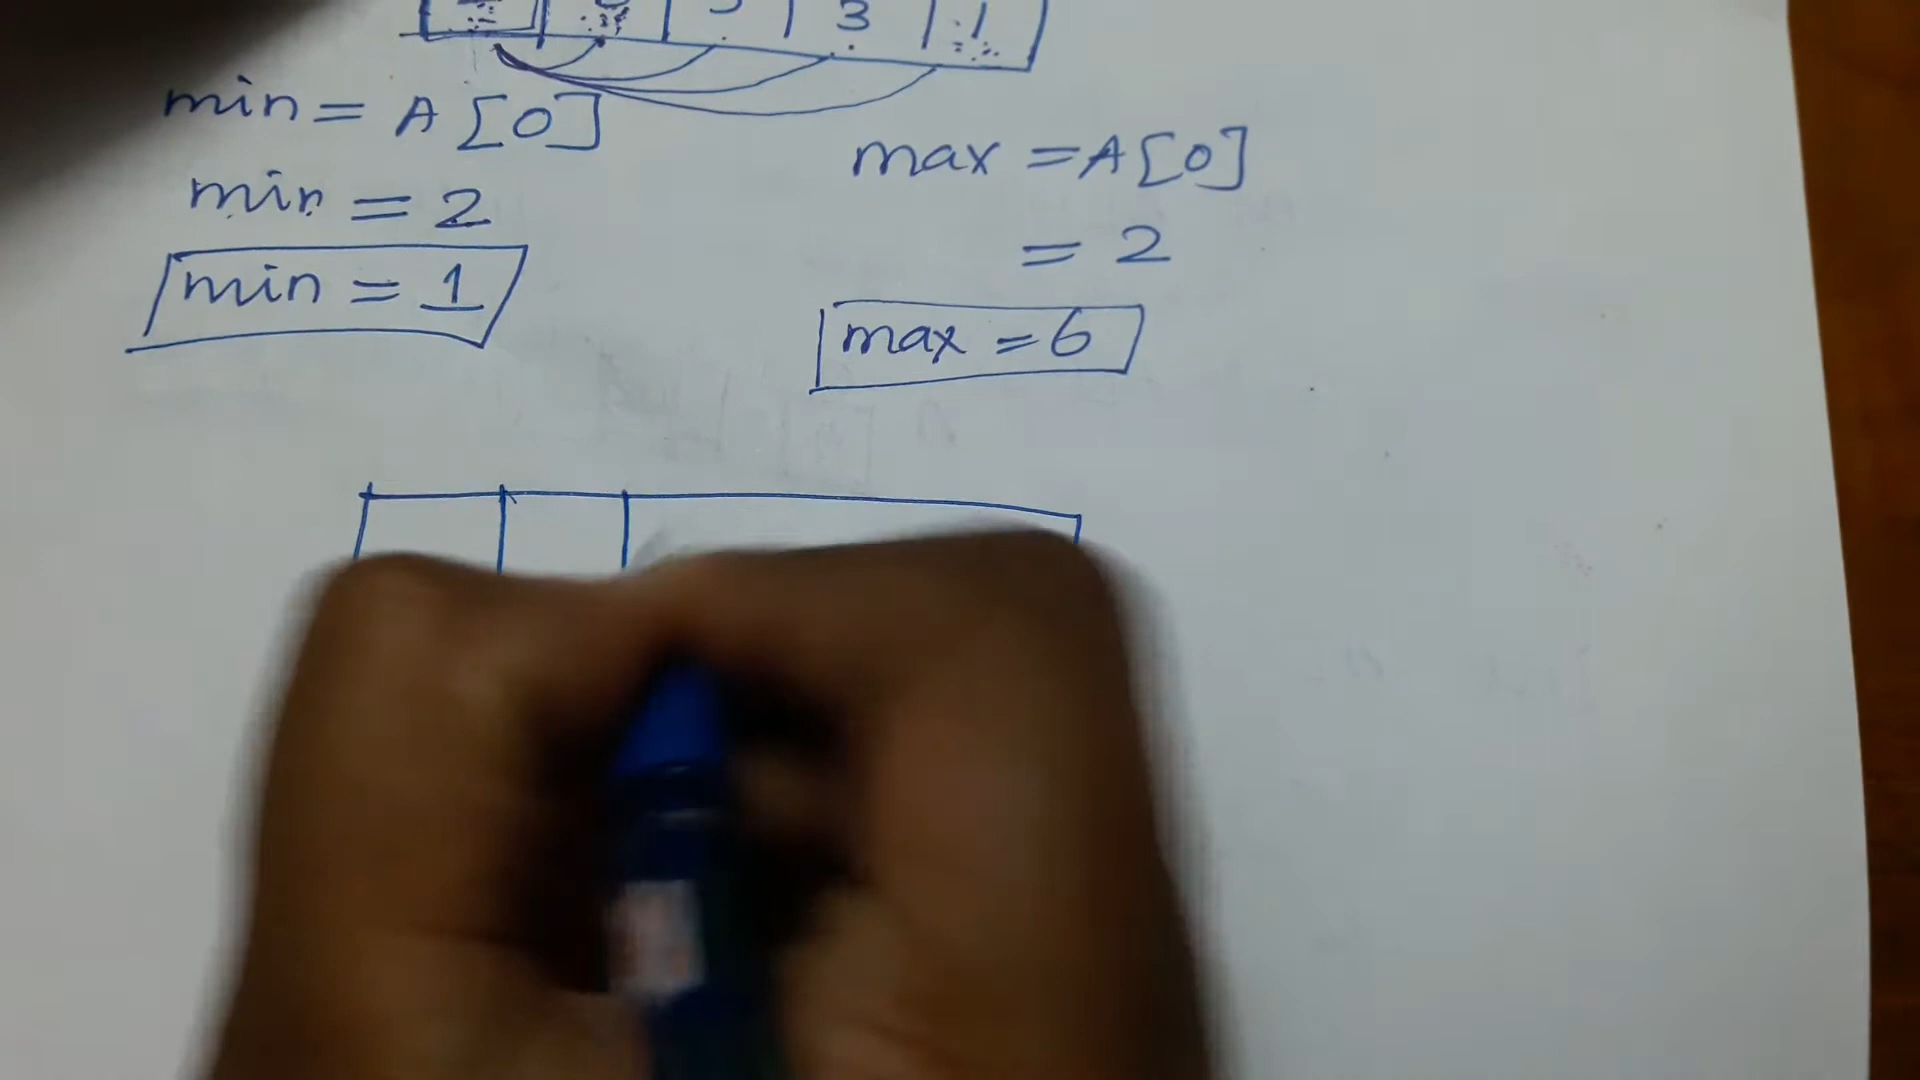 3 1
min = A [0]
max = A[0]
min = 2
= 2
min = 1
max = 6